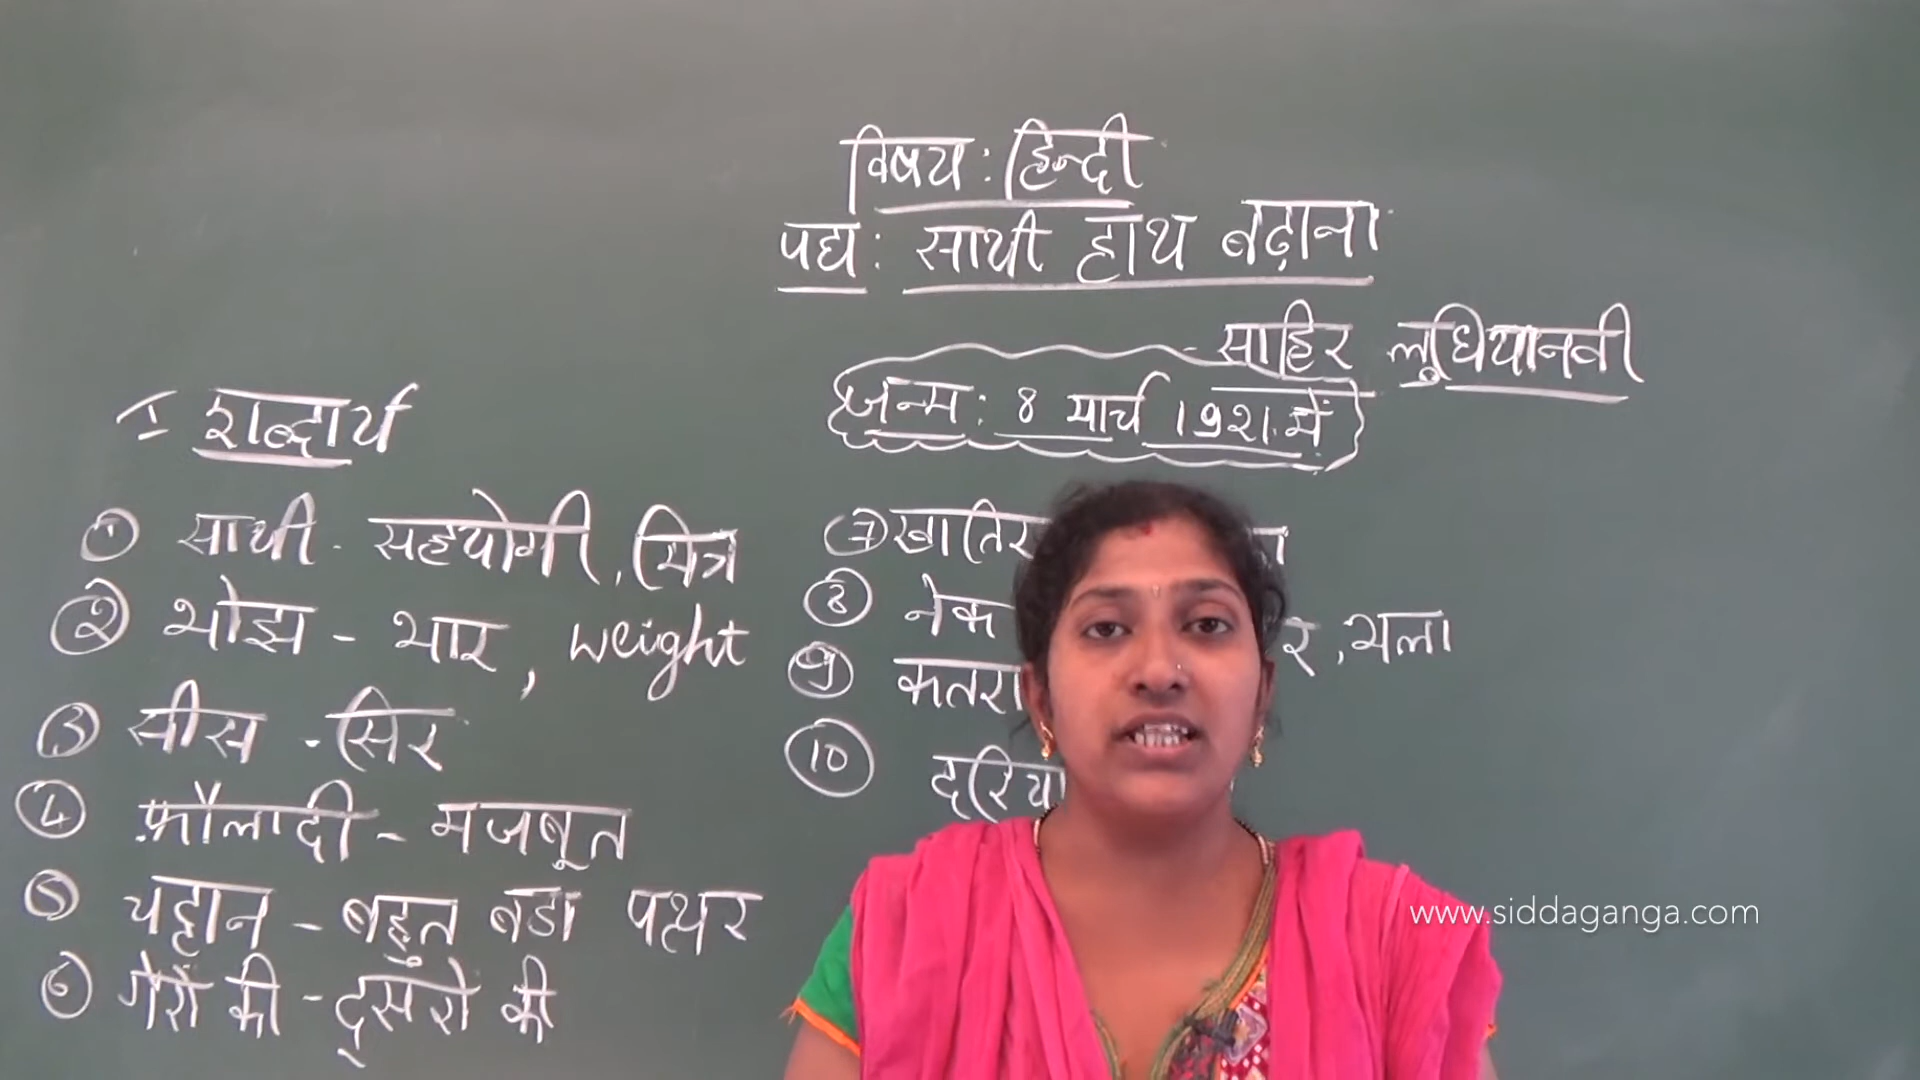 विषय : हिन्दी
पद्य : साथी हाथ बढ़ाना
- साहिर लुधियानवी
जन्म : 8 मार्च 1921 में
I शब्दार्थ
① साथी - सहयोगी, मित्र
② भोझ - भार, weight
③ सीस - सिर
④ फ़ौलादी - मजबूत
⑤ चट्टान - बहुत बडा पत्थर
⑥ गैरों की - दूसरो की
⑦ खातिर
⑧ नेक , भला
⑨ कतरा
⑩ दरिया
www.siddaganga.com